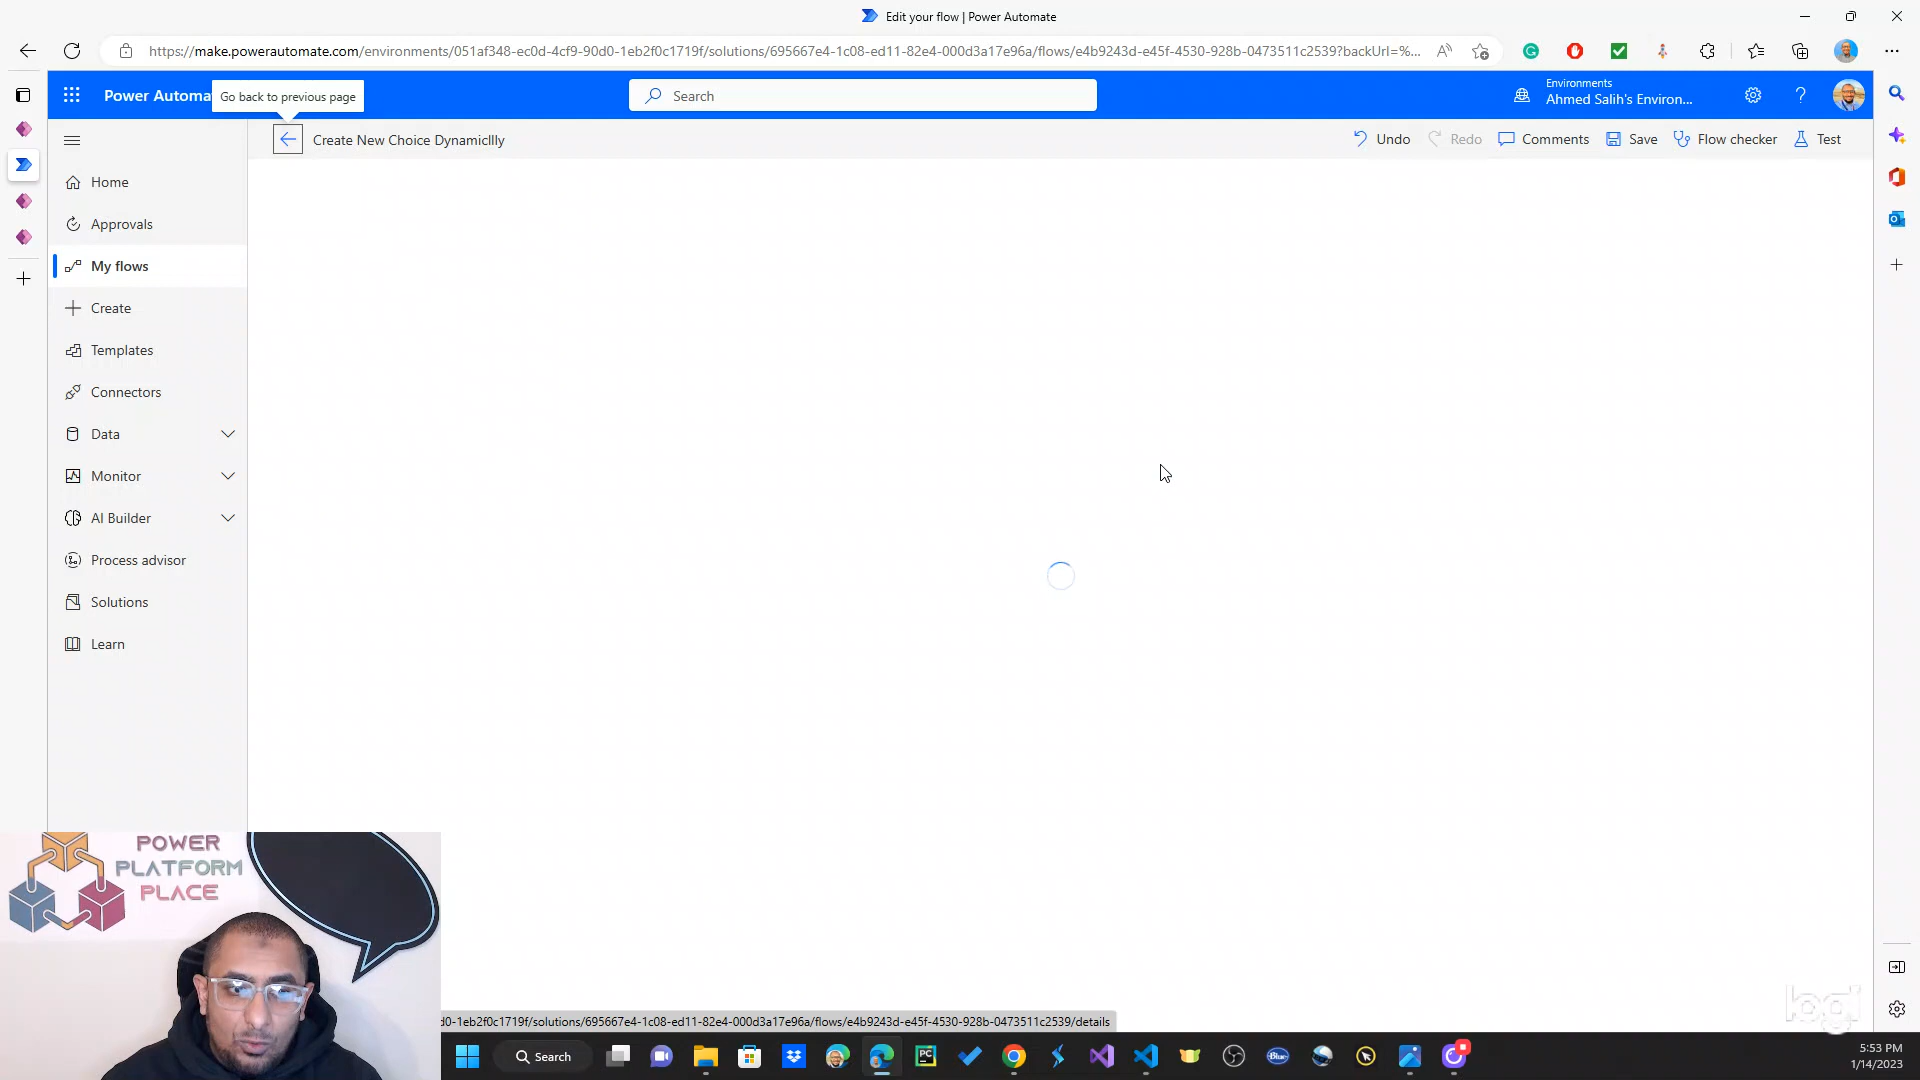 Edit your flow | Power Automate
https://make.powerautomate.com/environments/051af348-ec0d-4cf9-90d0-1eb2f0c1719f/solutions/695667e4-1c08-ed11-82e4-000d3a17e96a/flows/e4b9243d-e45f-4530-928b-0473511c2539?backUrl=%...
Power Automa
Go back to previous page
Search
Environments
Ahmed Salih's Environ...
Create New Choice Dynamicllly
Undo
Redo
Comments
Save
Flow checker
Test
Home
Approvals
My flows
Create
Templates
Connectors
Data
Monitor
AI Builder
Process advisor
Solutions
Learn
POWER
PLATFORM
PLACE
d0-1eb2f0c1719f/solutions/695667e4-1c08-ed11-82e4-000d3a17e96a/flows/e4b9243d-e45f-4530-928b-0473511c2539/details
logi
Search
PC
Blue
5:53 PM
1/14/2023